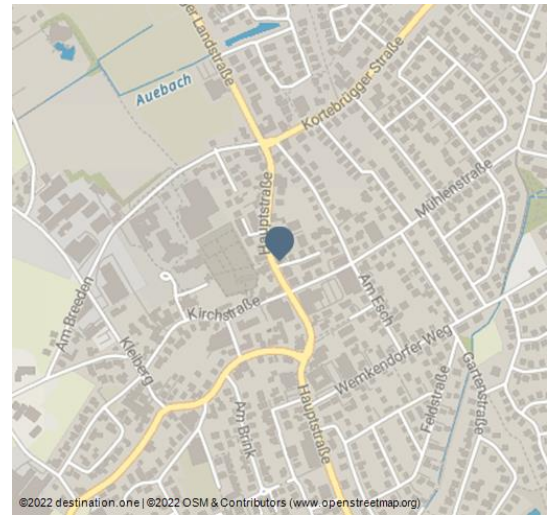 er Landstraße
Auebach
Kortebrügger Straße
Mühlenstraße
Hauptstraße
Am Esch
Am Breeden
Kirchstraße
Kleiberg
Wemkendorfer Weg
Feldstraße
Gartenstraße
Am Brink
Hauptstraße
©2022 destination.one | ©2022 OSM & Contributors (www.openstreetmap.org)